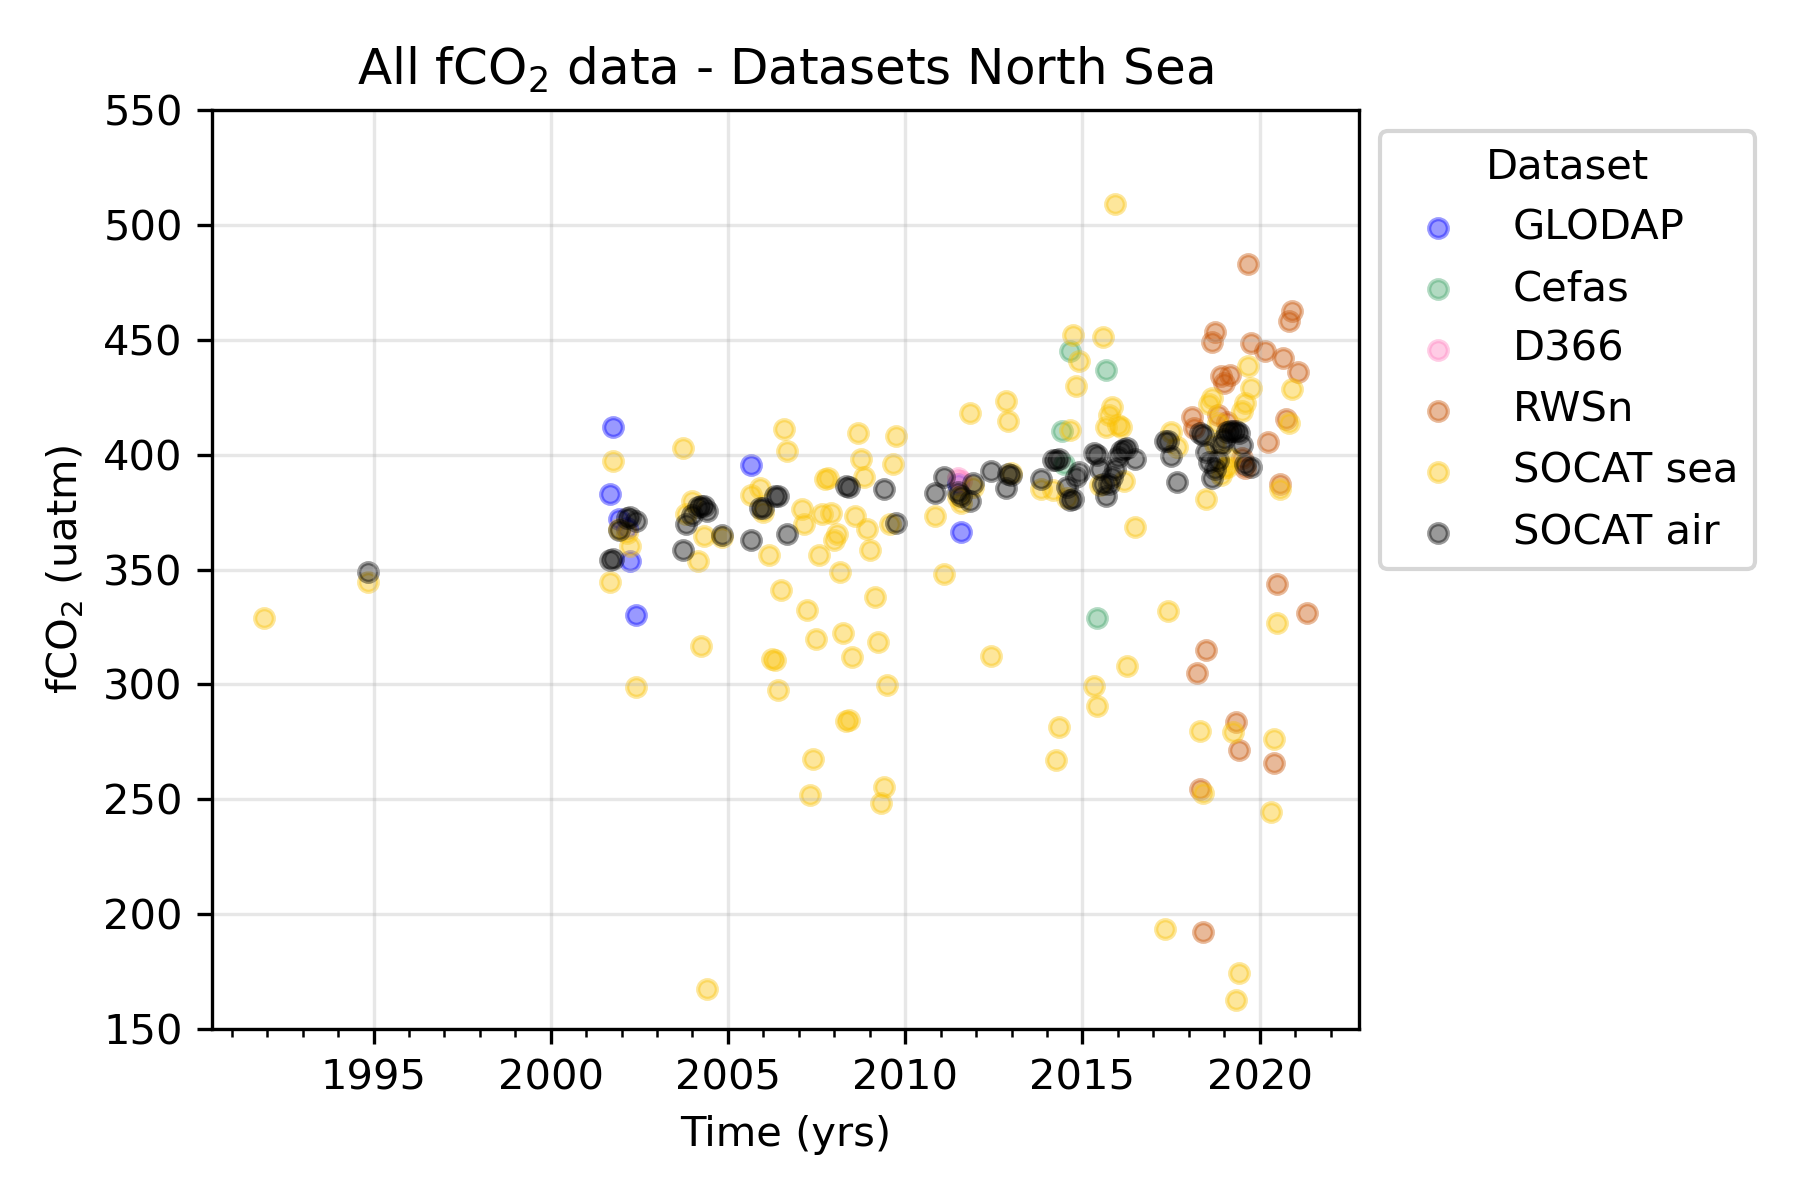 All fCO₂ data - Datasets North Sea
550
500
450
400
350
300
250
200
150
fCO₂ (uatm)
1995 2000 2005 2010 2015 2020
Time (yrs)
Dataset
GLODAP
Cefas
D366
RWSn
SOCAT sea
SOCAT air